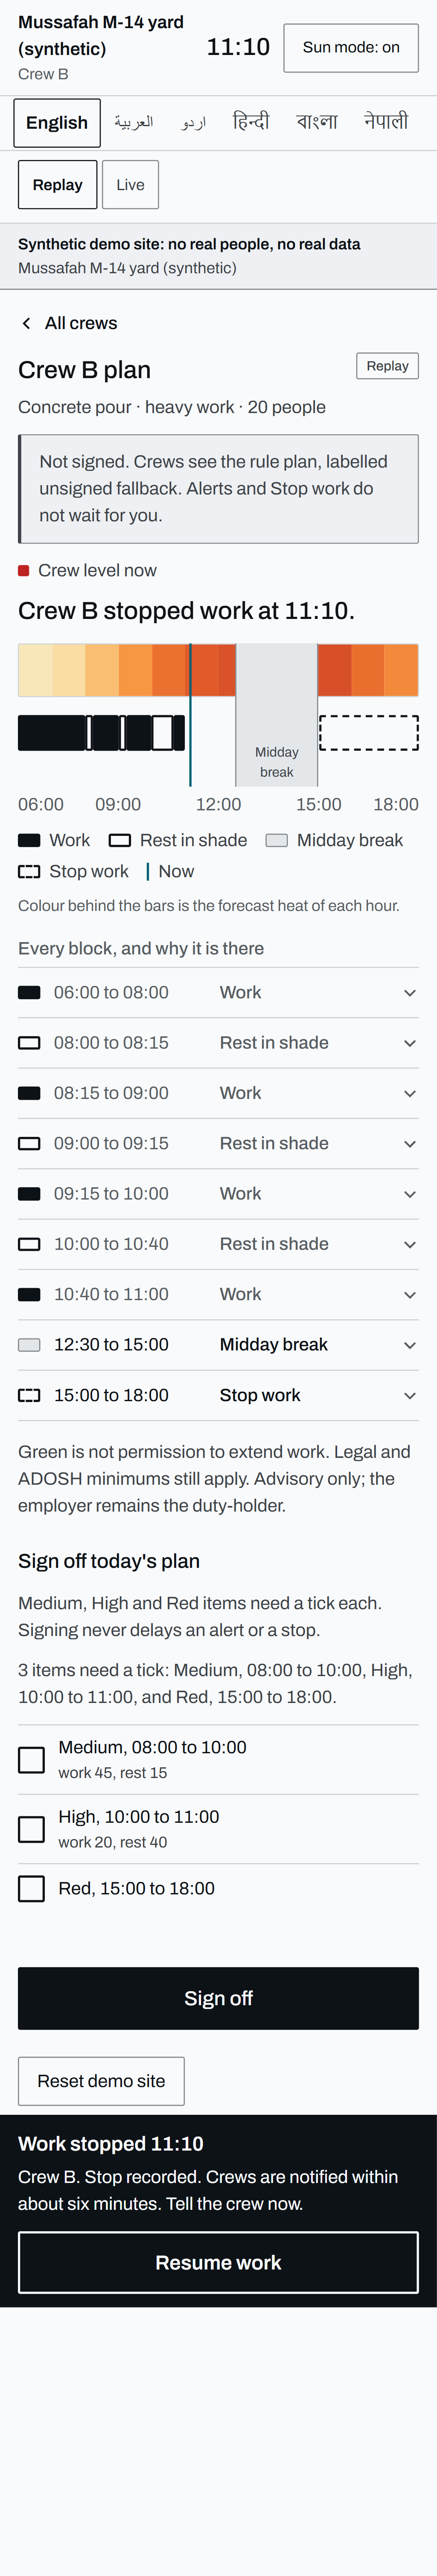 Mussafah M-14 yard
(synthetic)
Crew B
11:10
Sun mode: on
English
العربية
اردو
हिन्दी
বাংলা
नेपाली
Replay
Live
Synthetic demo site: no real people, no real data
Mussafah M-14 yard (synthetic)
All crews
Crew B plan
Replay
Concrete pour · heavy work · 20 people
Not signed. Crews see the rule plan, labelled
unsigned fallback. Alerts and Stop work do
not wait for you.
Crew level now
Crew B stopped work at 11:10.
Midday
break
06:00 09:00 12:00 15:00 18:00
Work Rest in shade Midday break
Stop work Now
Colour behind the bars is the forecast heat of each hour.
Every block, and why it is there
06:00 to 08:00 Work
08:00 to 08:15 Rest in shade
08:15 to 09:00 Work
09:00 to 09:15 Rest in shade
09:15 to 10:00 Work
10:00 to 10:40 Rest in shade
10:40 to 11:00 Work
12:30 to 15:00 Midday break
15:00 to 18:00 Stop work
Green is not permission to extend work. Legal and
ADOSH minimums still apply. Advisory only; the
employer remains the duty-holder.
Sign off today's plan
Medium, High and Red items need a tick each.
Signing never delays an alert or a stop.
3 items need a tick: Medium, 08:00 to 10:00, High,
10:00 to 11:00, and Red, 15:00 to 18:00.
Medium, 08:00 to 10:00
work 45, rest 15
High, 10:00 to 11:00
work 20, rest 40
Red, 15:00 to 18:00
Sign off
Reset demo site
Work stopped 11:10
Crew B. Stop recorded. Crews are notified within
about six minutes. Tell the crew now.
Resume work